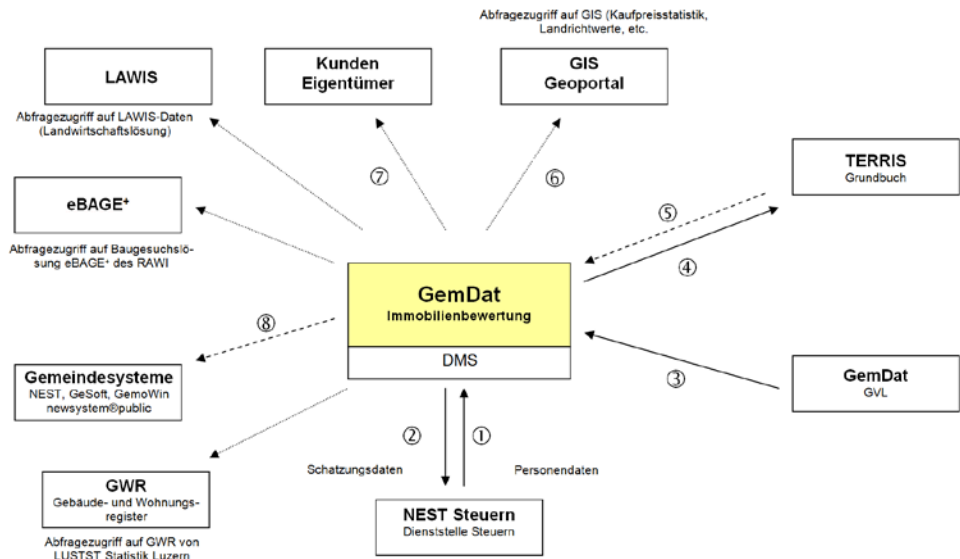 Abfragezugriff auf GIS (Kaufpreisstatistik,
Landrichtwerte, etc.
LAWIS
Kunden
Eigentümer
GIS
Geoportal
Abfragezugriff auf LAWIS-Daten
(Landwirtschaftslösung)
⑦
⑥
TERRIS
Grundbuch
eBAGE⁺
⑤
Abfragezugriff auf Baugesuchslö-
sung eBAGE⁺ des RAWI
④
GemDat
Immobilienbewertung
DMS
⑧
③
Gemeindesysteme
NEST, GeSoft, GemoWin
newsystem®public
GemDat
GVL
② ①
Schatzungsdaten
Personendaten
GWR
Gebäude- und Wohnungs-
register
NEST Steuern
Dienststelle Steuern
Abfragezugriff auf GWR von
LUSTST Statistik Luzern